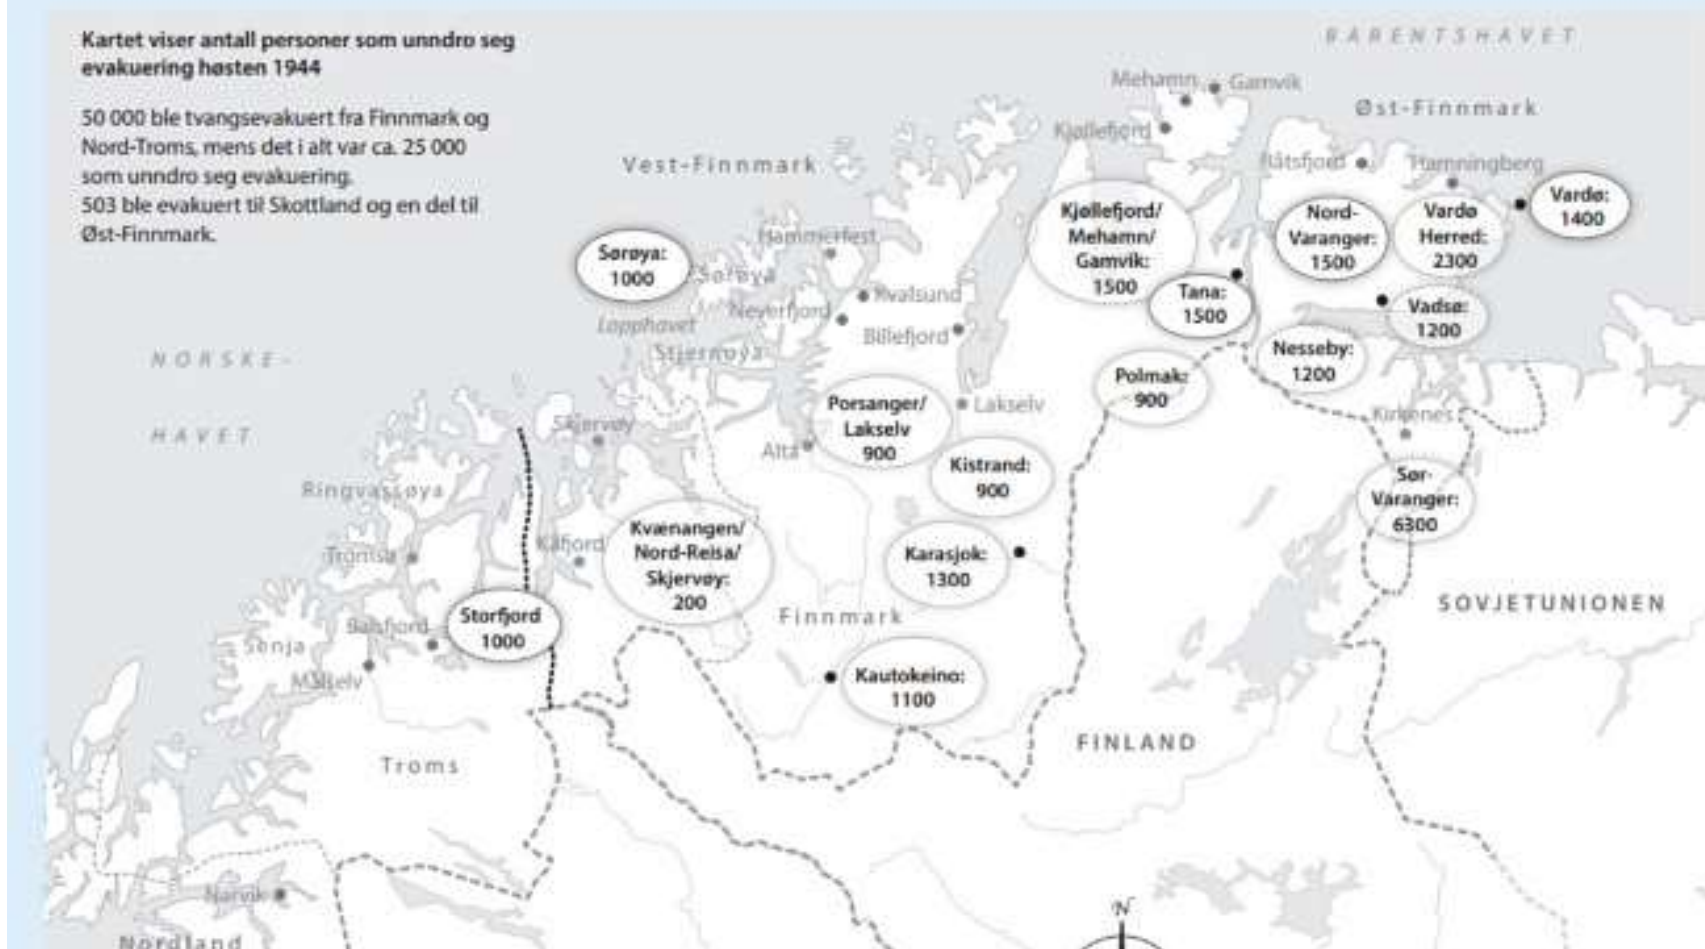 Kartet viser antall personer som unndro seg
evakuering høsten 1944
50 000 ble tvangsevakuert fra Finnmark og
Nord-Troms, mens det i alt var ca. 25 000
som unndro seg evakuering.
503 ble evakuert til Skottland og en del til
Øst-Finnmark.
BARENTSHAVET
Mehamn
Gamvik
Øst-Finnmark
Kjøllefjord
Vest-Finnmark
Båtsfjord
Hamningberg
Vardø:
1400
Kjøllefjord/
Mehamn/
Gamvik:
1500
Nord-
Varanger:
1500
Vardø
Herred:
2300
Hammerfest
Sørøya:
1000
Sørøya
Kvalsund
Tana:
1500
Vadsø:
1200
Neverfjord
Lopphavet
Billefjord
Stjernøya
NORSKE-
HAVET
Nesseby:
1200
Polmak:
900
Porsanger/
Lakselv
900
Lakselv
Kirkenes
Skjervøy
Alta
Kistrand:
900
Sør-
Varanger:
6300
Ringvassøya
Kvænangen/
Nord-Reisa/
Skjervøy:
200
Tromsø
Kåfjord
Karasjok:
1300
SOVJETUNIONEN
Storfjord
1000
Finnmark
Balsfjord
Senja
Målselv
Kautokeino:
1100
FINLAND
Troms
Narvik
N
Nordland